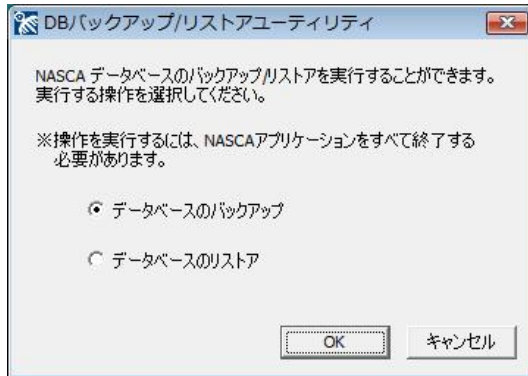 DBバックアップ/リストアユーティリティ
NASCA データベースのバックアップ/リストアを実行することができます。
実行する操作を選択してください。
※操作を実行するには、NASCAアプリケーションをすべて終了する
必要があります。
データベースのバックアップ
データベースのリストア
OK
キャンセル